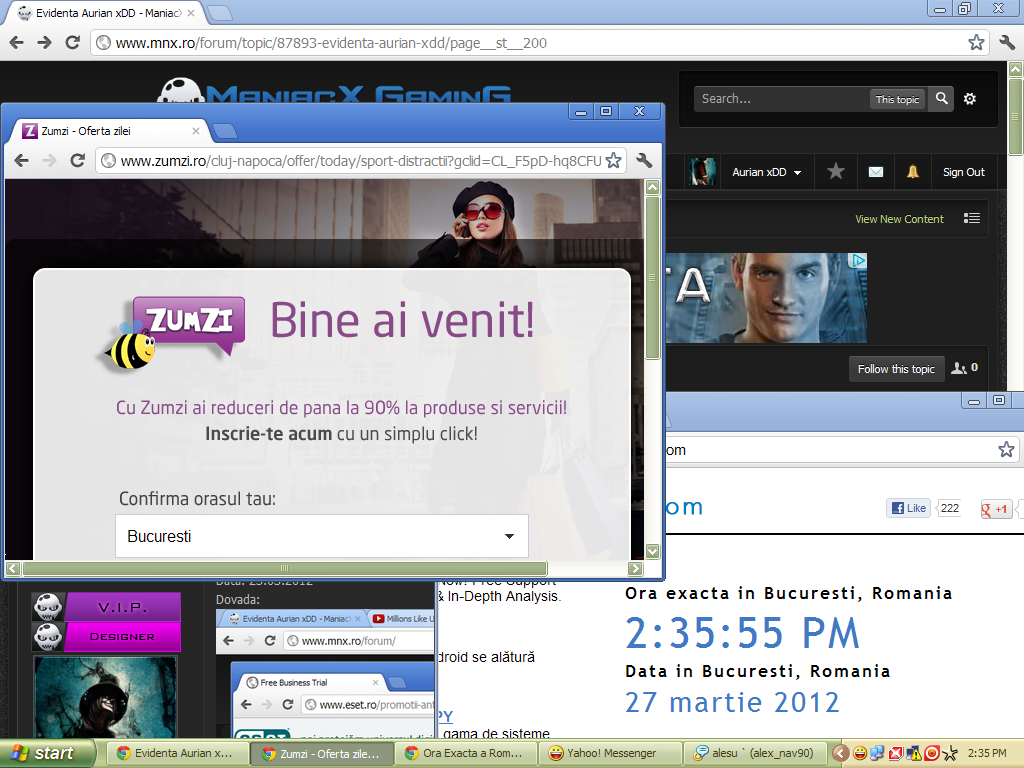 Evidenta Aurian xDD - Maniac
www.mnx.ro/forum/topic/87893-evidenta-aurian-xdd/page__st__200
ManiacX Gaming
Search...
This topic
Aurian xDD
Sign Out
View New Content
TA
Follow this topic
0
Zumzi - Oferta zilei
www.zumzi.ro/cluj-napoca/offer/today/sport-distractii?gclid=CL_F5pD-hq8CFU
ZUMZI
Bine ai venit!
Cu Zumzi ai reduceri de pana la 90% la produse si servicii!
Inscrie-te acum cu un simplu click!
Confirma orasul tau:
Bucuresti
om
om
Like
222
+1
Ora exacta in Bucuresti, Romania
2:35:55 PM
Data in Bucuresti, Romania
27 martie 2012
Now! Free Support
& In-Depth Analysis.
droid se alătură
PY
gama de sisteme
V.I.P.
Designer
Data: 25.03.2012
Dovada:
Evidenta Aurian xDD - Maniac
Millions Like U
www.mnx.ro/forum/
Free Business Trial
www.eset.ro/promotii-ant
start
Evidenta Aurian x...
Zumzi - Oferta zile...
Ora Exacta a Rom...
Yahoo! Messenger
alesu ` (alex_nav90)
2:35 PM